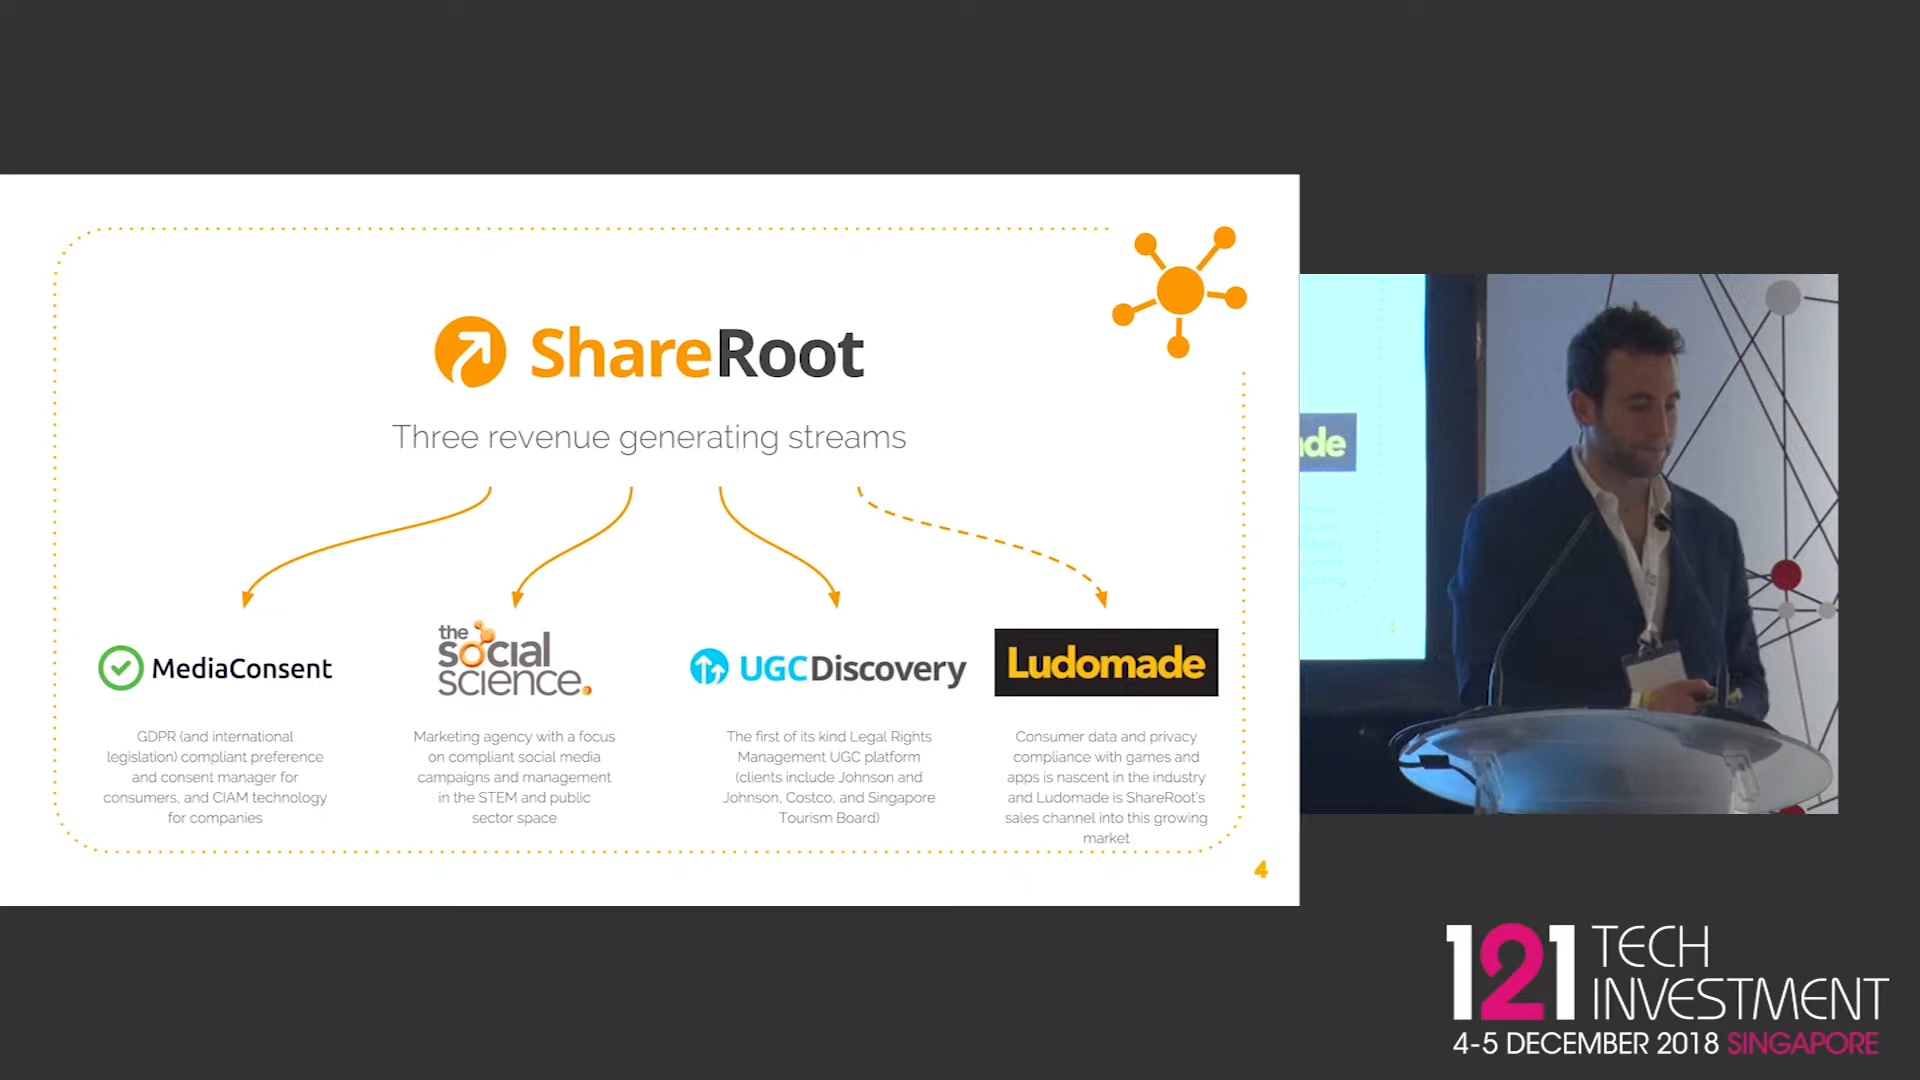 ShareRoot
Three revenue generating streams
MediaConsent
GDPR (and international
legislation) compliant preference
and consent manager for
consumers, and CIAM technology
for companies
the
social
science.
Marketing agency with a focus
on compliant social media
campaigns and management
in the STEM and public
sector space
UGCDiscovery
The first of its kind Legal Rights
Management UGC platform
(clients include Johnson and
Johnson, Costco, and Singapore
Tourism Board)
Ludomade
Consumer data and privacy
compliance with games and
apps is nascent in the industry
and Ludomade is ShareRoot's
sales channel into this growing
market
4
de
121 TECH
INVESTMENT
4-5 DECEMBER 2018 SINGAPORE